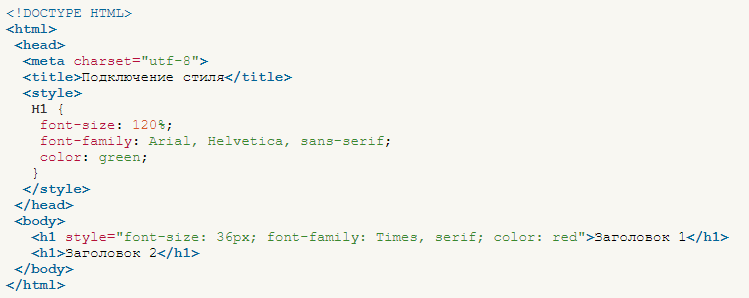 <!DOCTYPE HTML>
<html>
<head>
<meta charset="utf-8">
<title>Подключение стиля</title>
<style>
H1 {
font-size: 120%;
font-family: Arial, Helvetica, sans-serif;
color: green;
}
</style>
</head>
<body>
<h1 style="font-size: 36px; font-family: Times, serif; color: red">Заголовок 1</h1>
<h1>Заголовок 2</h1>
</body>
</html>